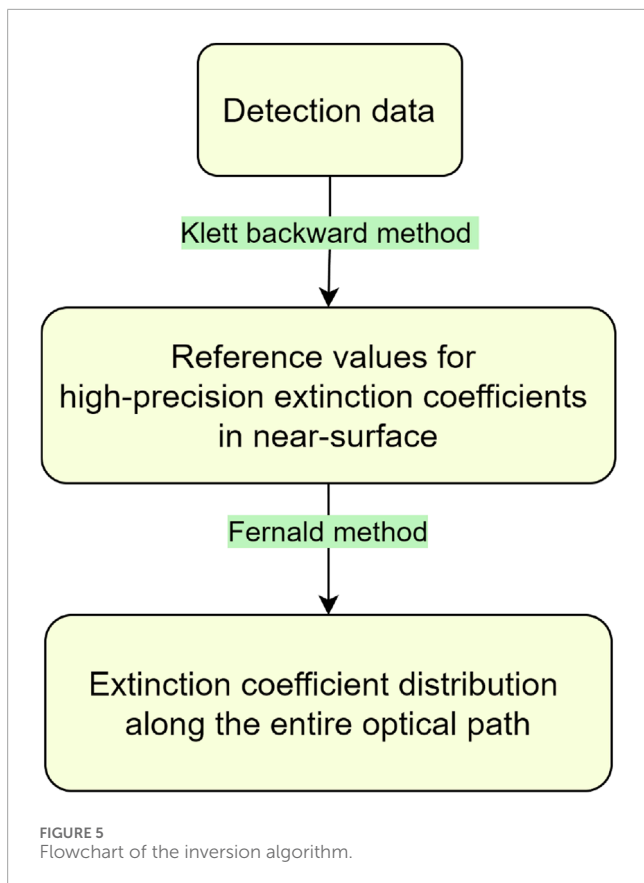 Detection data
Klett backward method
Reference values for
high-precision extinction coefficients
in near-surface
Fernald method
Extinction coefficient distribution
along the entire optical path
FIGURE 5
Flowchart of the inversion algorithm.